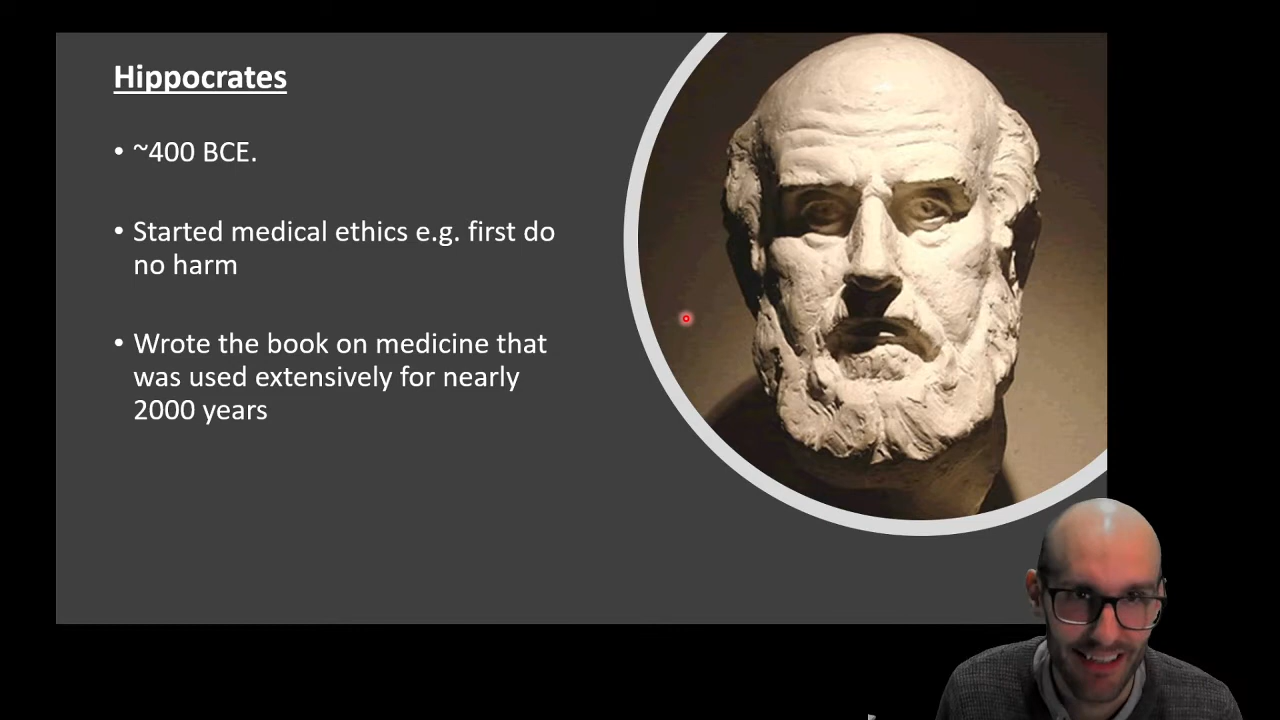 Hippocrates
• ~400 BCE.
• Started medical ethics e.g. first do
no harm
• Wrote the book on medicine that
was used extensively for nearly
2000 years